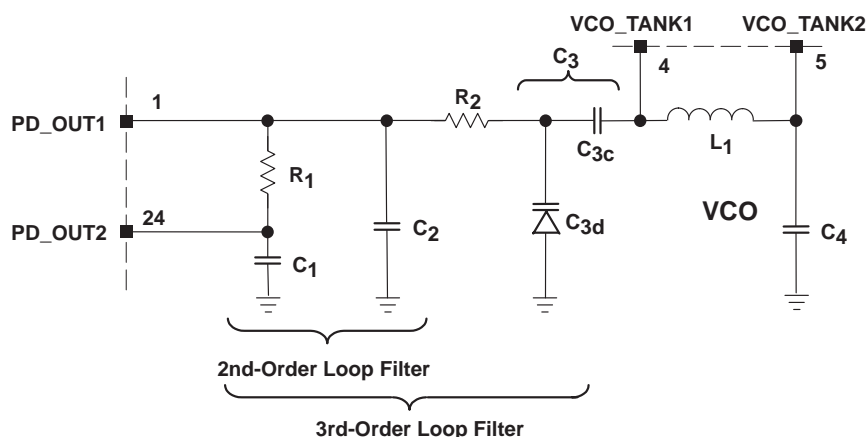 VCO_TANK1 VCO_TANK2
C3
4 5
1
R2
PD_OUT1
C3c
L1
R1
VCO
24
PD_OUT2
C2
C3d
C4
C1
2nd-Order Loop Filter
3rd-Order Loop Filter